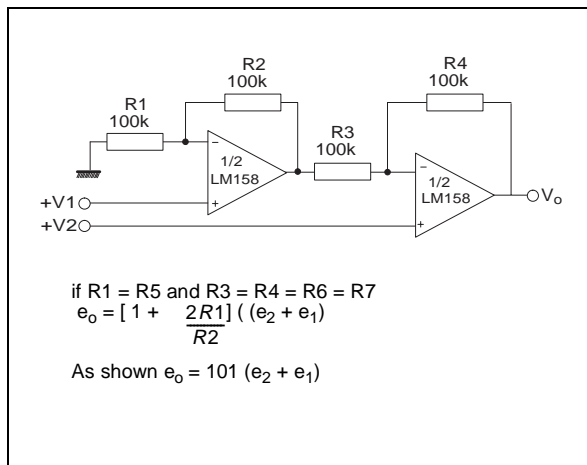 R2
100k
R4
100k
R1
100k
R3
100k
1/2
LM158
1/2
LM158
+V1
+V2
Vo
if R1 = R5 and R3 = R4 = R6 = R7
eo = [ 1 + 2R1/R2 ] ( (e2 + e1)
As shown eo = 101 (e2 + e1)